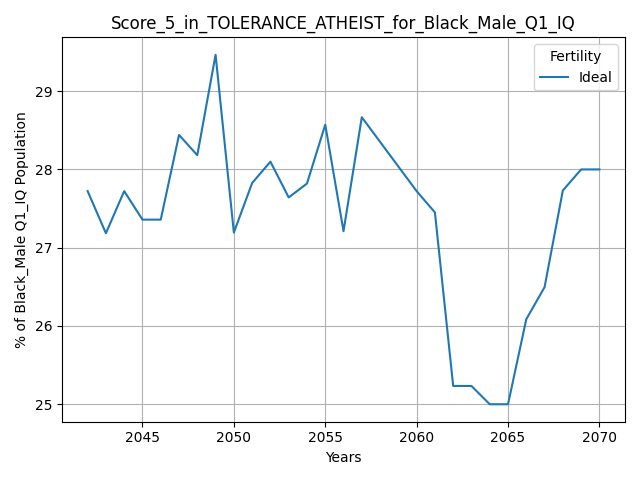 Score_5_in_TOLERANCE_ATHEIST_for_Black_Male_Q1_IQ
Fertility
Ideal
% of Black_Male Q1_IQ Population
29
28
27
26
25
2045 2050 2055 2060 2065 2070
Years